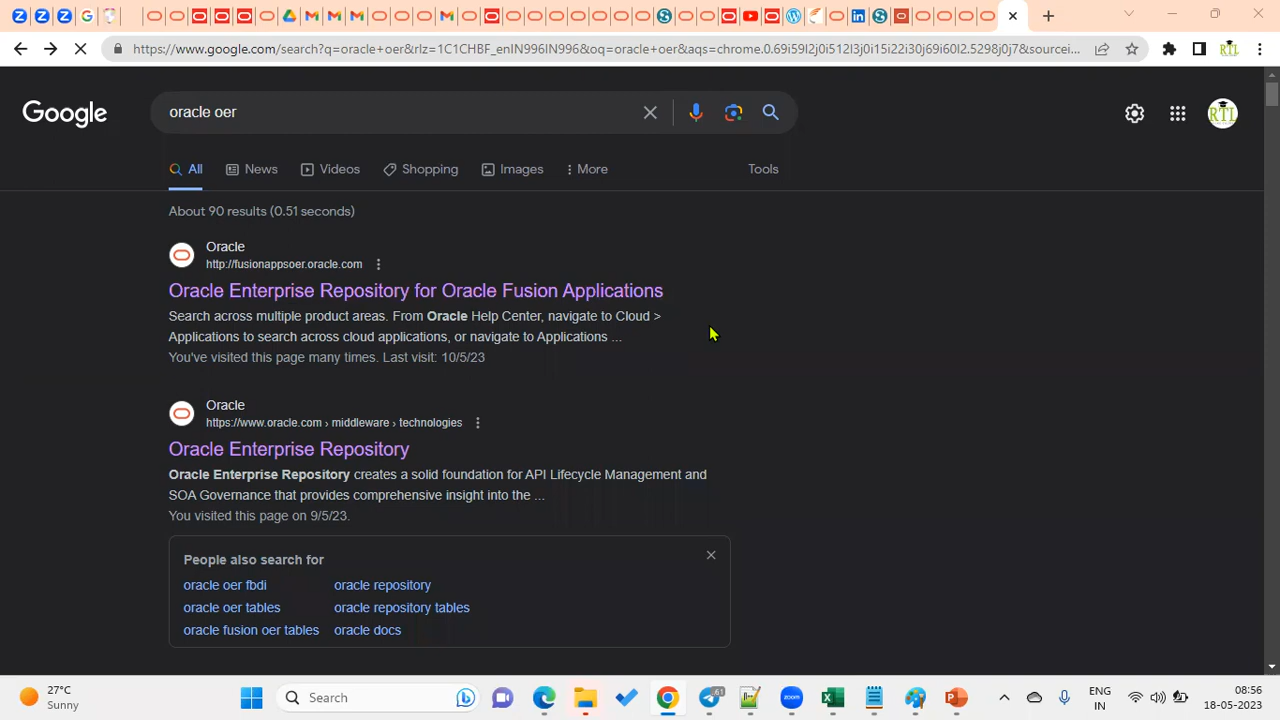 https://www.google.com/search?q=oracle+oer&rlz=1C1CHBF_enIN996IN996&oq=oracle+oer&aqs=chrome.0.69i59l2j0i512l3j0i15i22i30j69i60l2.5298j0j7&sourcei...
RTL
Google
oracle oer
RTL
All
News
Videos
Shopping
Images
More
Tools
About 90 results (0.51 seconds)
Oracle
http://fusionappsoer.oracle.com
Oracle Enterprise Repository for Oracle Fusion Applications
Search across multiple product areas. From Oracle Help Center, navigate to Cloud >
Applications to search across cloud applications, or navigate to Applications ...
You've visited this page many times. Last visit: 10/5/23
Oracle
https://www.oracle.com › middleware › technologies
Oracle Enterprise Repository
Oracle Enterprise Repository creates a solid foundation for API Lifecycle Management and
SOA Governance that provides comprehensive insight into the ...
You visited this page on 9/5/23.
People also search for
oracle oer fbdi
oracle repository
oracle oer tables
oracle repository tables
oracle fusion oer tables
oracle docs
27°C
Sunny
Search
61
zoom
ENG
IN
08:56
18-05-2023